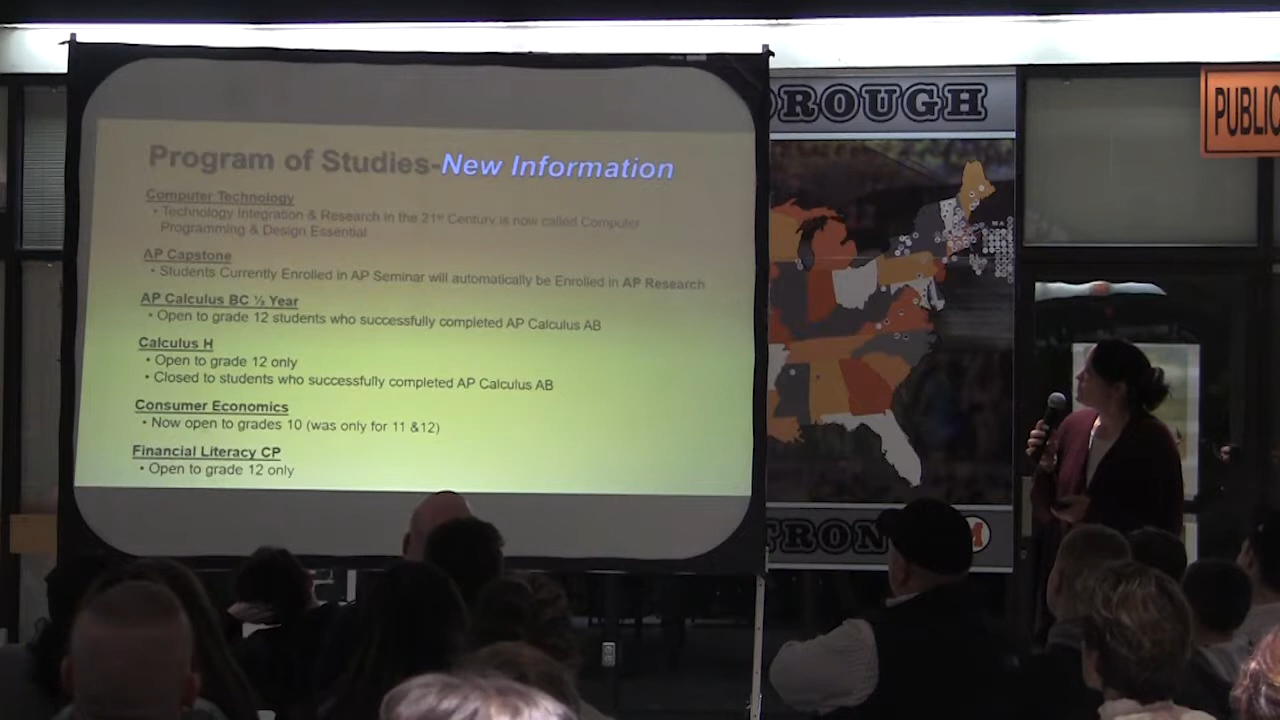 Program of Studies-New Information
Computer Technology
• Technology Integration & Research in the 21st Century is now called Computer
Programming & Design Essential
AP Capstone
• Students Currently Enrolled in AP Seminar will automatically be Enrolled in AP Research
AP Calculus BC ½ Year
• Open to grade 12 students who successfully completed AP Calculus AB
Calculus H
• Open to grade 12 only
• Closed to students who successfully completed AP Calculus AB
Consumer Economics
• Now open to grades 10 (was only for 11 &12)
Financial Literacy CP
• Open to grade 12 only
OROUGH
PUBLIC
TRON
M